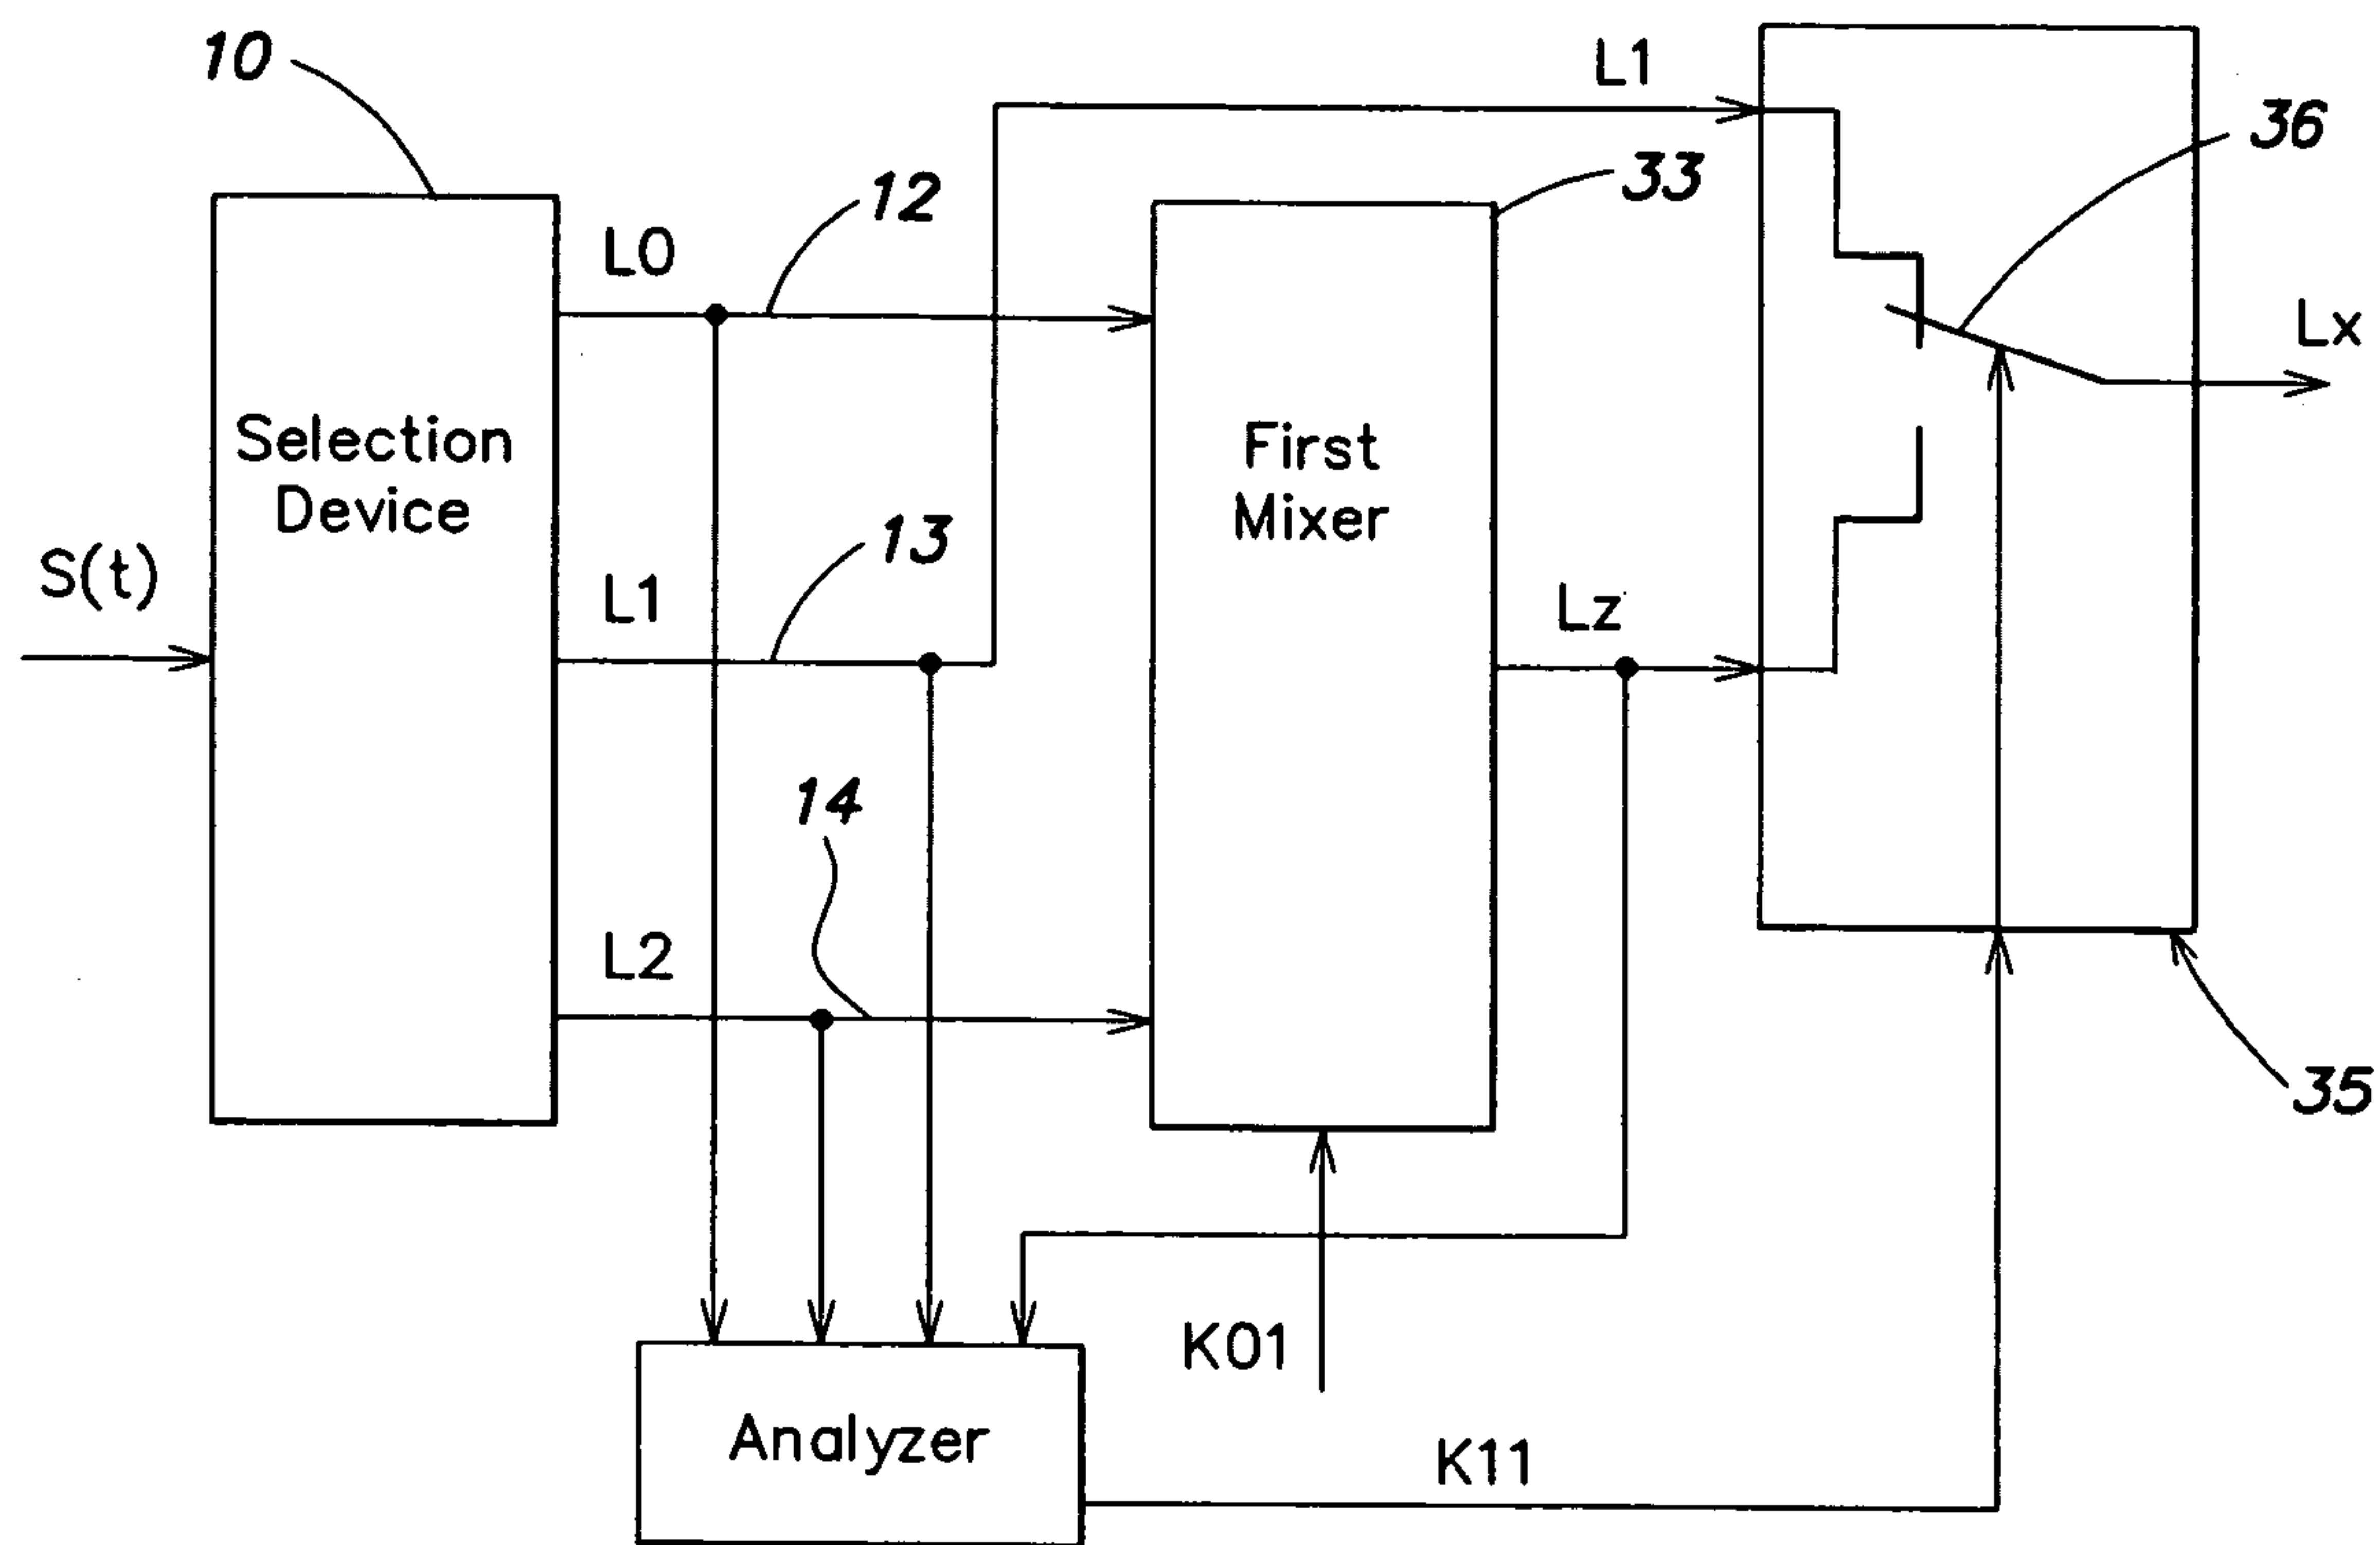 10
L1
36
33
12
L0
Lx
Selection
Device
First
Mixer
13
S(t)
L1
Lz
14
L2
35
K01
Analyzer
K11